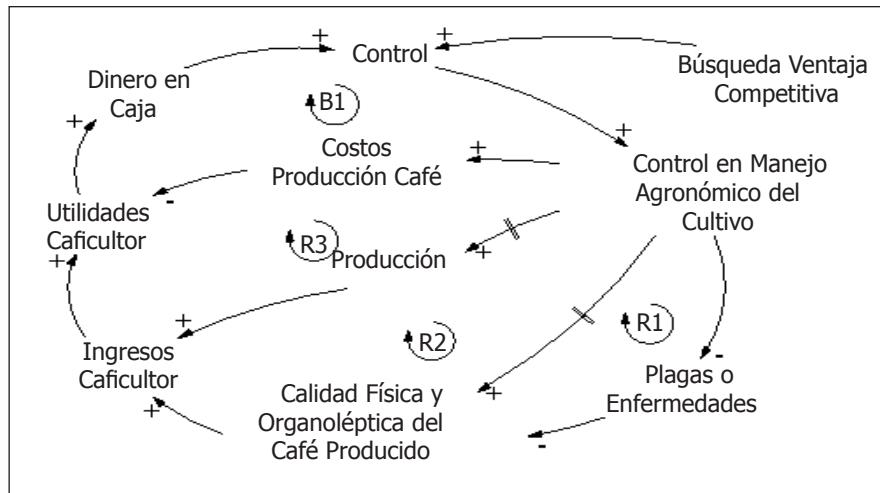 +
+
Control
Búsqueda Ventaja
Competitiva
Dinero en
Caja
B1
+
+
Costos
Producción Café
+
Control en Manejo
Agronómico del
Cultivo
-
Utilidades
Caficultor
R3
+
Producción
+
+
R1
R2
Ingresos
Caficultor
-
Plagas o
Enfermedades
Calidad Física y
Organoléptica del
Café Producido
+
+
-